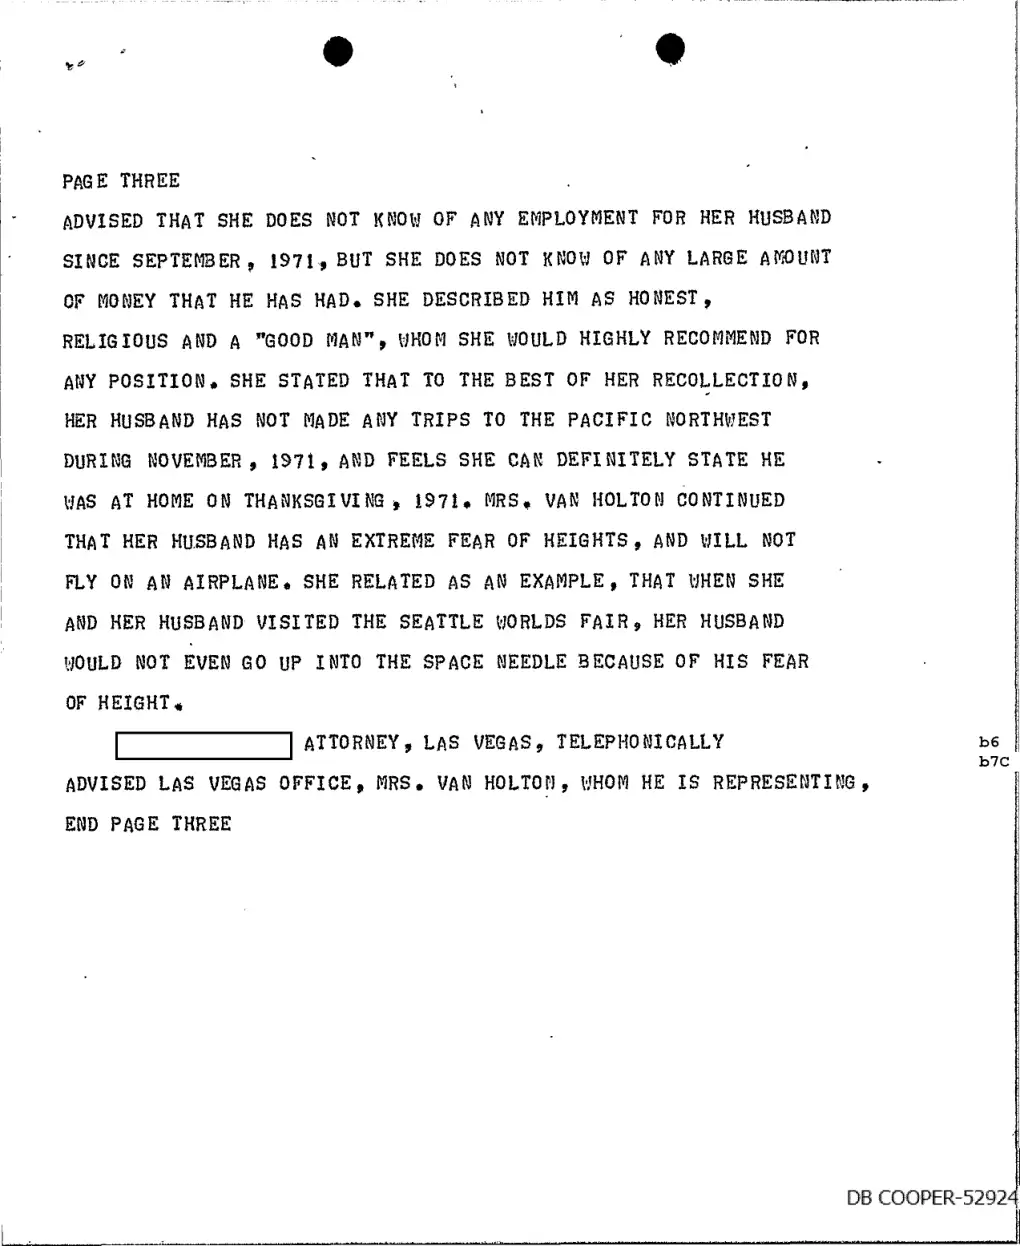 PAGE THREE
ADVISED THAT SHE DOES NOT KNOW OF ANY EMPLOYMENT FOR HER HUSBAND
SINCE SEPTEMBER, 1971, BUT SHE DOES NOT KNOW OF ANY LARGE AMOUNT
OF MONEY THAT HE HAS HAD. SHE DESCRIBED HIM AS HONEST,
RELIGIOUS AND A "GOOD MAN", WHOM SHE WOULD HIGHLY RECOMMEND FOR
ANY POSITION. SHE STATED THAT TO THE BEST OF HER RECOLLECTION,
HER HUSBAND HAS NOT MADE ANY TRIPS TO THE PACIFIC NORTHWEST
DURING NOVEMBER, 1971, AND FEELS SHE CAN DEFINITELY STATE HE
WAS AT HOME ON THANKSGIVING, 1971. MRS. VAN HOLTON CONTINUED
THAT HER HUSBAND HAS AN EXTREME FEAR OF HEIGHTS, AND WILL NOT
FLY ON AN AIRPLANE. SHE RELATED AS AN EXAMPLE, THAT WHEN SHE
AND HER HUSBAND VISITED THE SEATTLE WORLDS FAIR, HER HUSBAND
WOULD NOT EVEN GO UP INTO THE SPACE NEEDLE BECAUSE OF HIS FEAR
OF HEIGHT.
ATTORNEY, LAS VEGAS, TELEPHONICALLY
b6
b7C
ADVISED LAS VEGAS OFFICE, MRS. VAN HOLTON, WHOM HE IS REPRESENTING,
END PAGE THREE
DB COOPER-52924